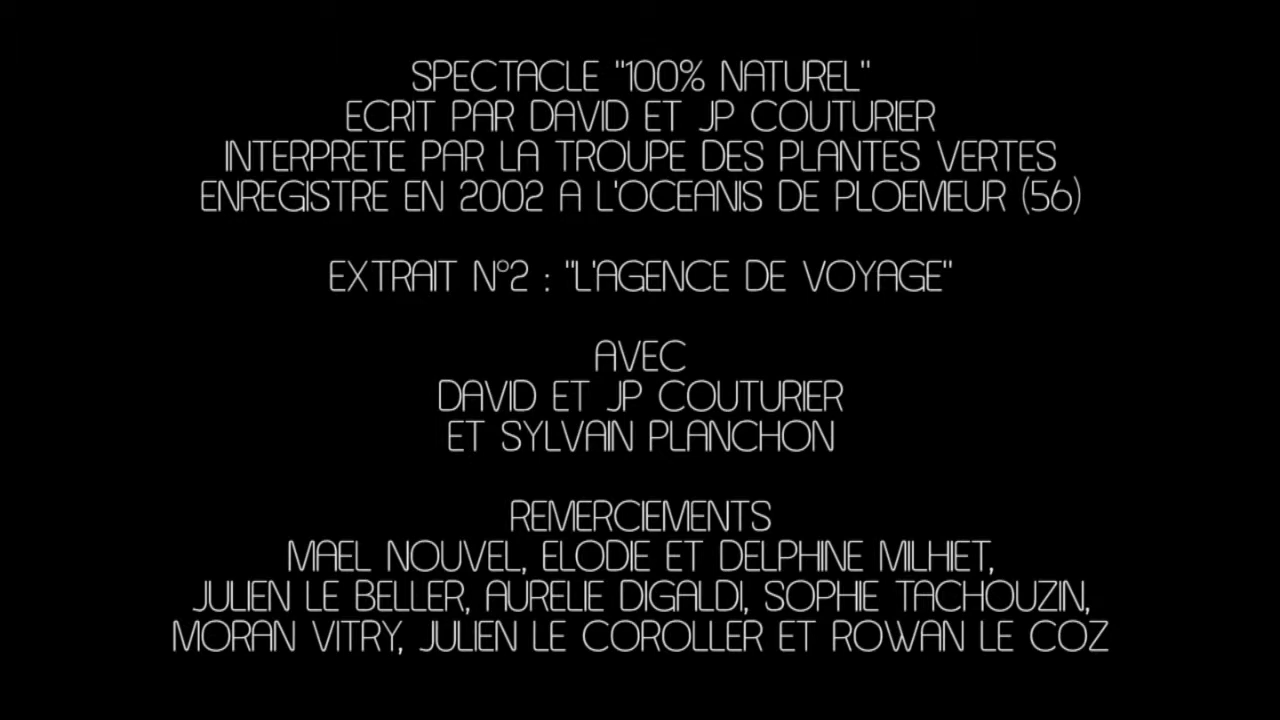 SPECTACLE "100% NATUREL"
ECRIT PAR DAVID ET JP COUTURIER
INTERPRETE PAR LA TROUPE DES PLANTES VERTES
ENREGISTRE EN 2002 A L'OCEANIS DE PLOEMEUR (56)
EXTRAIT N°2 : "L'AGENCE DE VOYAGE"
AVEC
DAVID ET JP COUTURIER
ET SYLVAIN PLANCHON
REMERCIEMENTS
MAEL NOUVEL, ELODIE ET DELPHINE MILHIET,
JULIEN LE BELLER, AURELIE DIGALDI, SOPHIE TACHOUZIN,
MORAN VITRY, JULIEN LE COROLLER ET ROWAN LE COZ